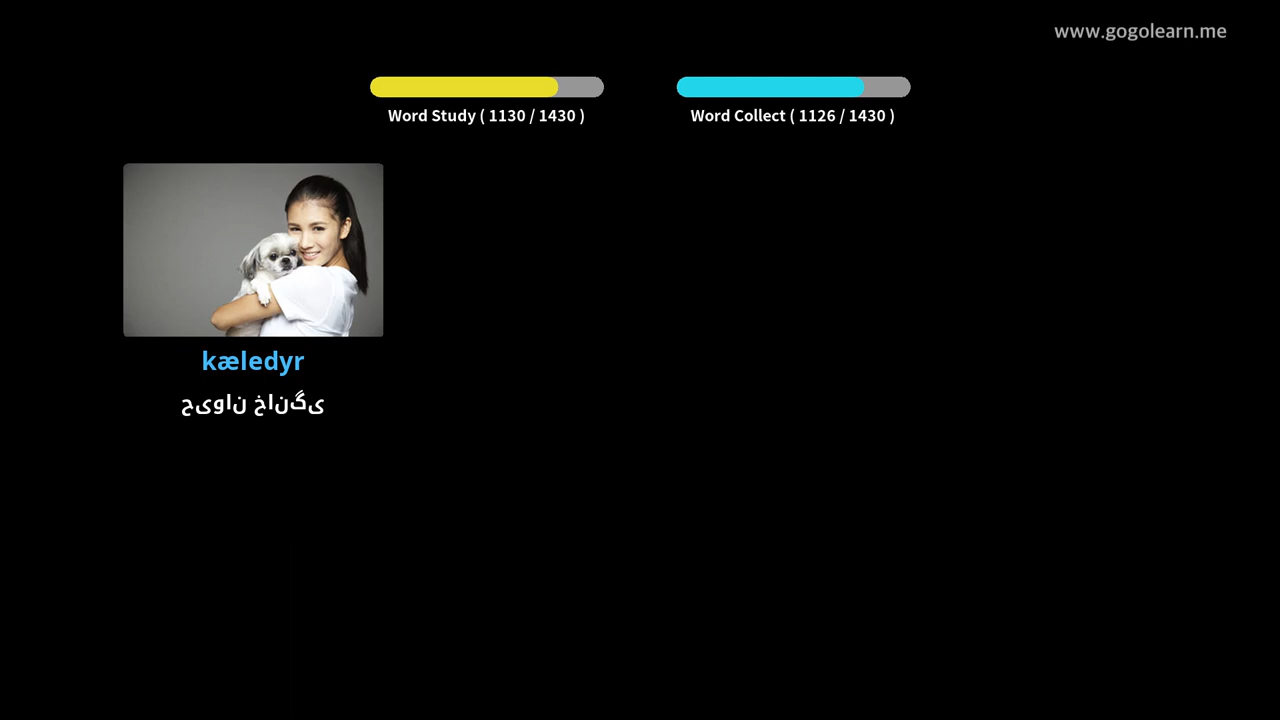 www.gogolearn.me
Word Study ( 1130 / 1430 )
Word Collect ( 1126 / 1430 )
kæledyr
حیوان خانگی